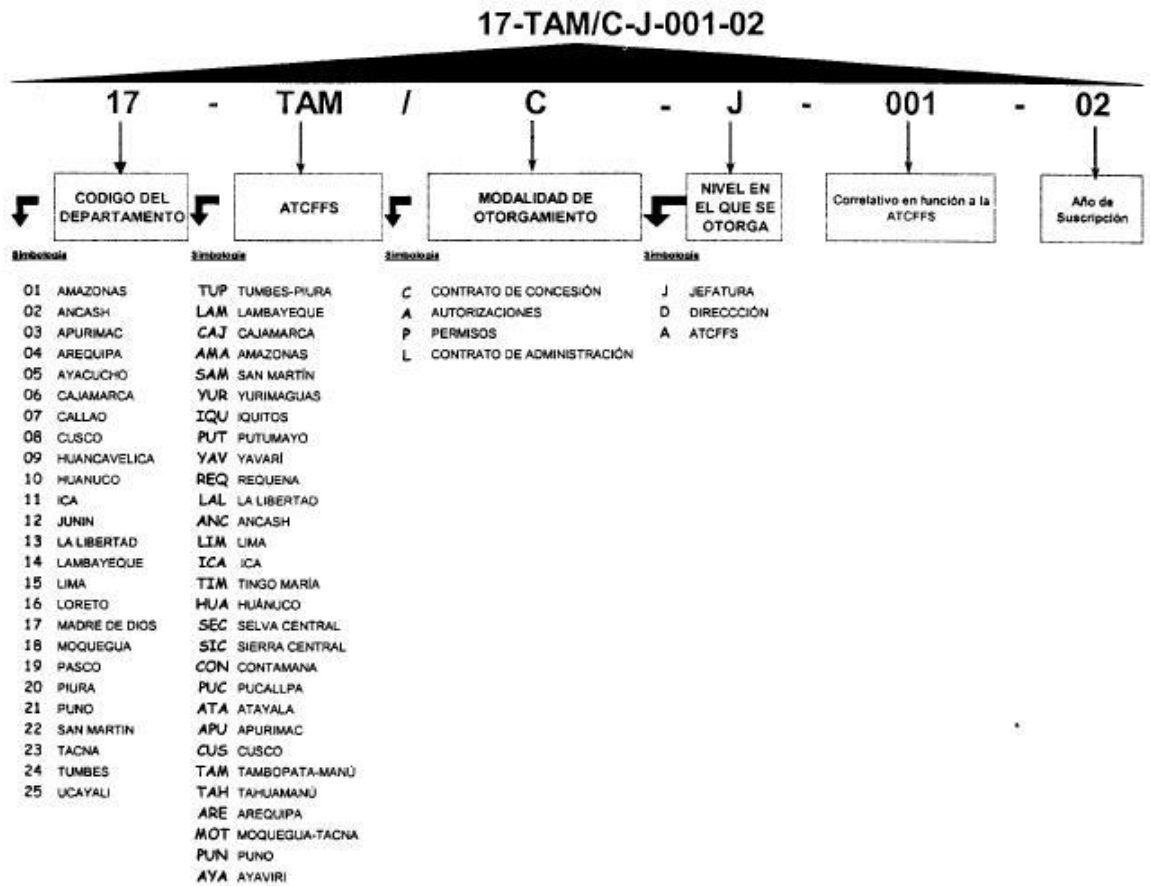 17-TAM/C-J-001-02
17 - TAM / C - J - 001 - 02
CODIGO DEL
DEPARTAMENTO
ATCFFS
MODALIDAD DE
OTORGAMIENTO
NIVEL EN
EL QUE SE
OTORGA
Correlativo en función a la
ATCFFS
Año de
Suscripción
Simbología
01 AMAZONAS
02 ANCASH
03 APURIMAC
04 AREQUIPA
05 AYACUCHO
06 CAJAMARCA
07 CALLAO
08 CUSCO
09 HUANCAVELICA
10 HUANUCO
11 ICA
12 JUNIN
13 LA LIBERTAD
14 LAMBAYEQUE
15 LIMA
16 LORETO
17 MADRE DE DIOS
18 MOQUEGUA
19 PASCO
20 PIURA
21 PUNO
22 SAN MARTIN
23 TACNA
24 TUMBES
25 UCAYALI
Simbología
TUP TUMBES-PIURA
LAM LAMBAYEQUE
CAJ CAJAMARCA
AMA AMAZONAS
SAM SAN MARTÍN
YUR YURIMAGUAS
IQU IQUITOS
PUT PUTUMAYO
YAV YAVARÍ
REQ REQUENA
LAL LA LIBERTAD
ANC ANCASH
LIM LIMA
ICA ICA
TIM TINGO MARÍA
HUA HUÁNUCO
SEC SELVA CENTRAL
SIC SIERRA CENTRAL
CON CONTAMANA
PUC PUCALLPA
ATA ATAYALA
APU APURIMAC
CUS CUSCO
TAM TAMBOPATA-MANÚ
TAH TAHUAMANÚ
ARE AREQUIPA
MOT MOQUEGUA-TACNA
PUN PUNO
AYA AYAVIRI
Simbología
C CONTRATO DE CONCESIÓN
A AUTORIZACIONES
P PERMISOS
L CONTRATO DE ADMINISTRACIÓN
Simbología
J JEFATURA
D DIRECCCIÓN
A ATCFFS